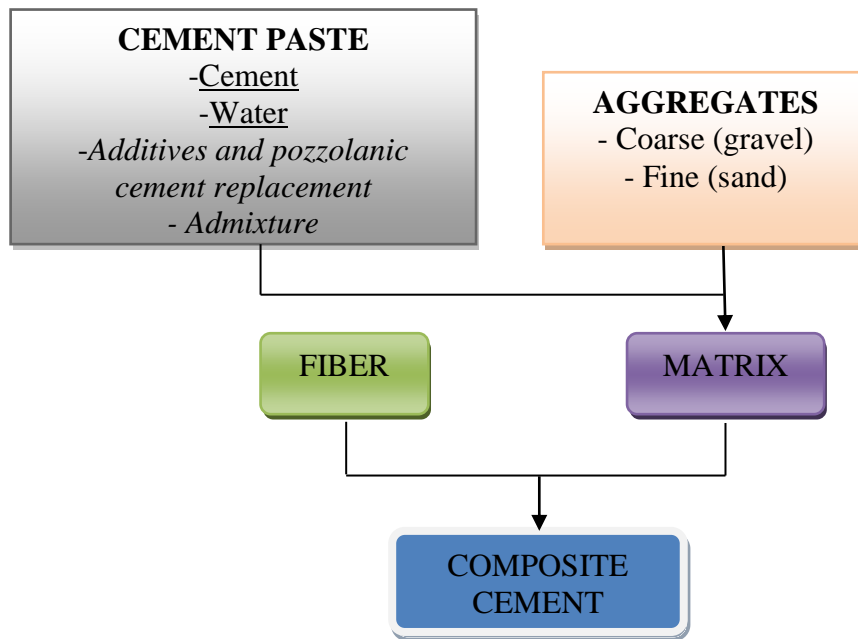 CEMENT PASTE
-Cement
-Water
-Additives and pozzolanic
cement replacement
- Admixture
AGGREGATES
- Coarse (gravel)
- Fine (sand)
FIBER
MATRIX
COMPOSITE
CEMENT